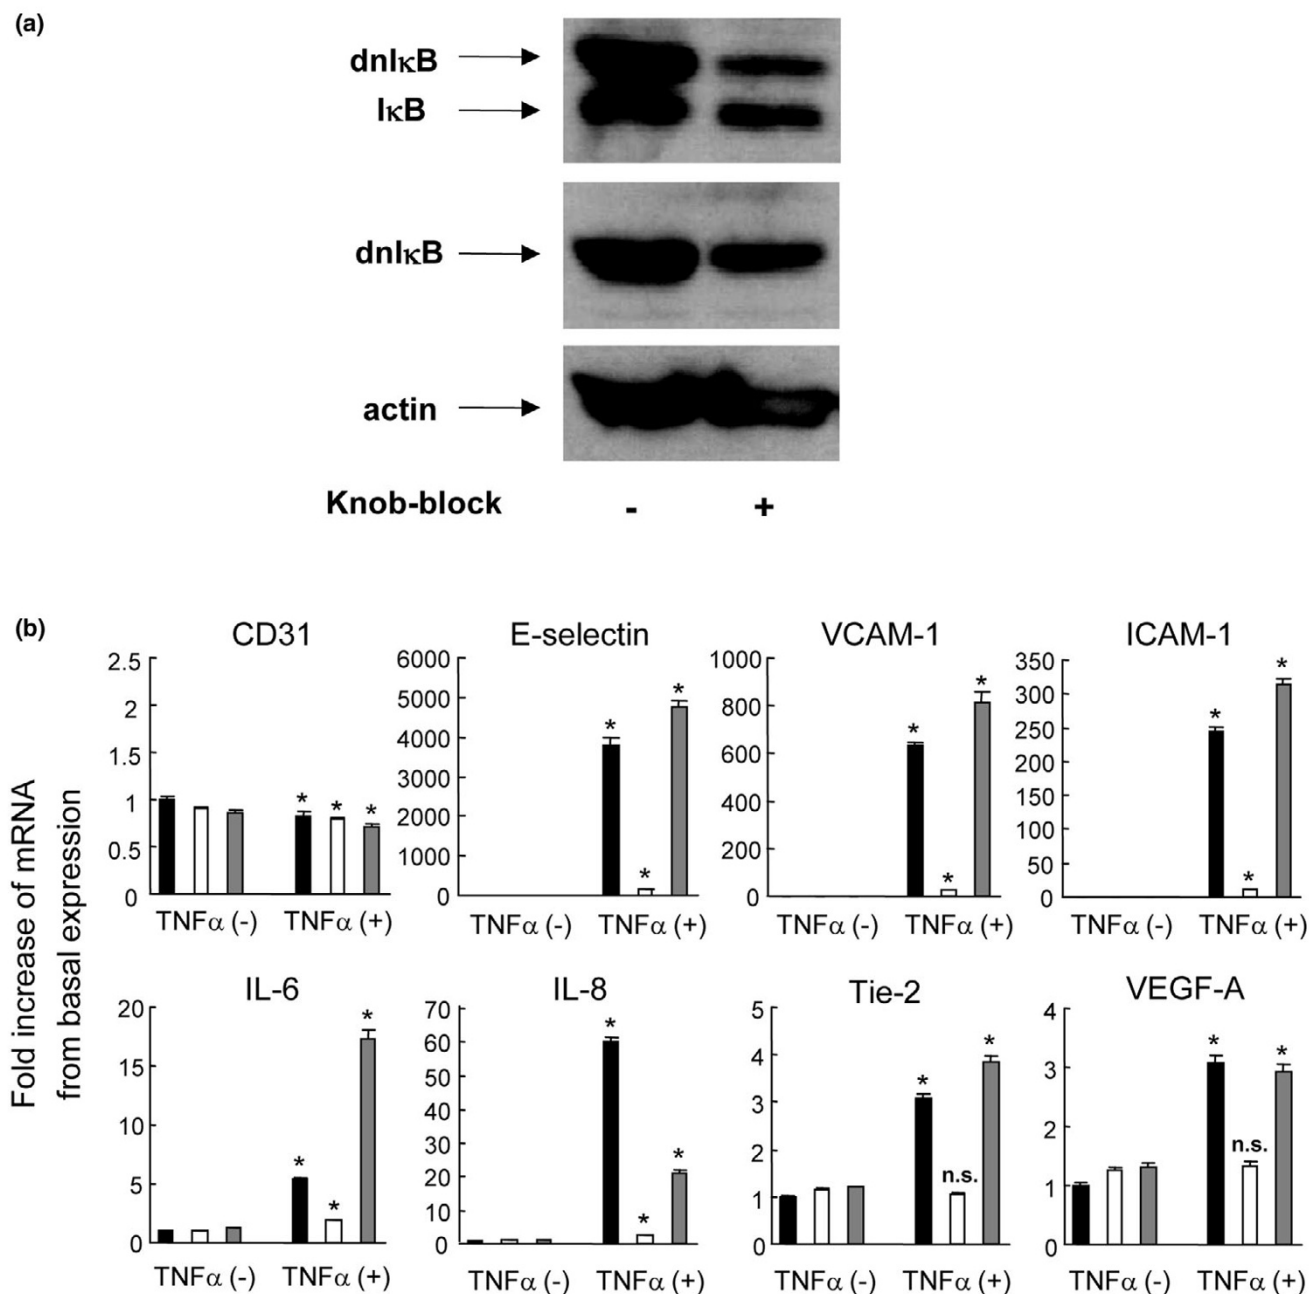 (a)
dnIκB
IκB
dnIκB
actin
Knob-block - +
(b)
Fold increase of mRNA
from basal expression
CD31
2.5
2
1.5
1
0.5
0
* * *
TNFα (-) TNFα (+)
E-selectin
6000
5000
4000
3000
2000
1000
0
* * *
TNFα (-) TNFα (+)
VCAM-1
1000
800
600
400
200
0
* * *
TNFα (-) TNFα (+)
ICAM-1
350
300
250
200
150
100
50
0
* * *
TNFα (-) TNFα (+)
IL-6
20
15
10
5
0
* * *
TNFα (-) TNFα (+)
IL-8
70
60
50
40
30
20
10
0
* * *
TNFα (-) TNFα (+)
Tie-2
5
4
3
2
1
0
* n.s. *
TNFα (-) TNFα (+)
VEGF-A
4
3
2
1
0
* n.s. *
TNFα (-) TNFα (+)